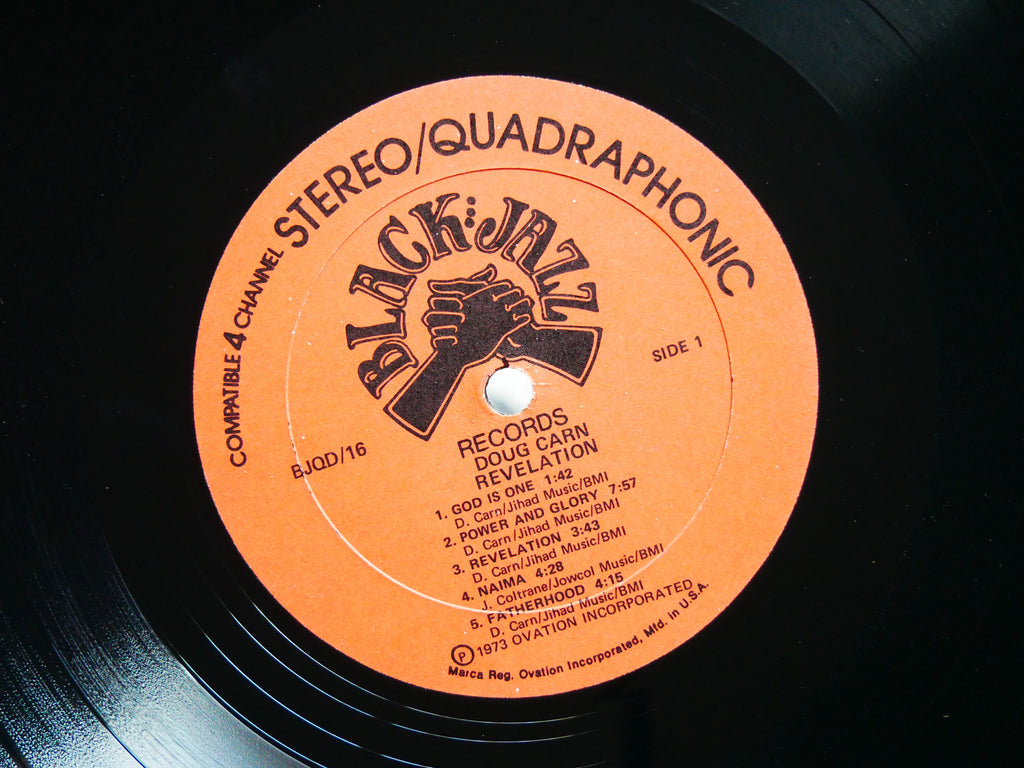 COMPATIBLE 4 CHANNEL STEREO/QUADRAPHONIC
BLACK JAZZ
SIDE 1
BJQD/16
RECORDS
DOUG CARN
REVELATION
1. GOD IS ONE 1:42
D. Carn/Jihad Music/BMI
2. POWER AND GLORY 7:57
D. Carn/Jihad Music/BMI
3. REVELATION 3:43
D. Carn/Jihad Music/BMI
4. NAIMA 4:28
J. Coltrane/Jowcol Music/BMI
5. FATHERHOOD 4:15
D. Carn/Jihad Music/BMI
Ⓟ 1973 OVATION INCORPORATED
Marca Reg. Ovation Incorporated, Mfd. in U.S.A.